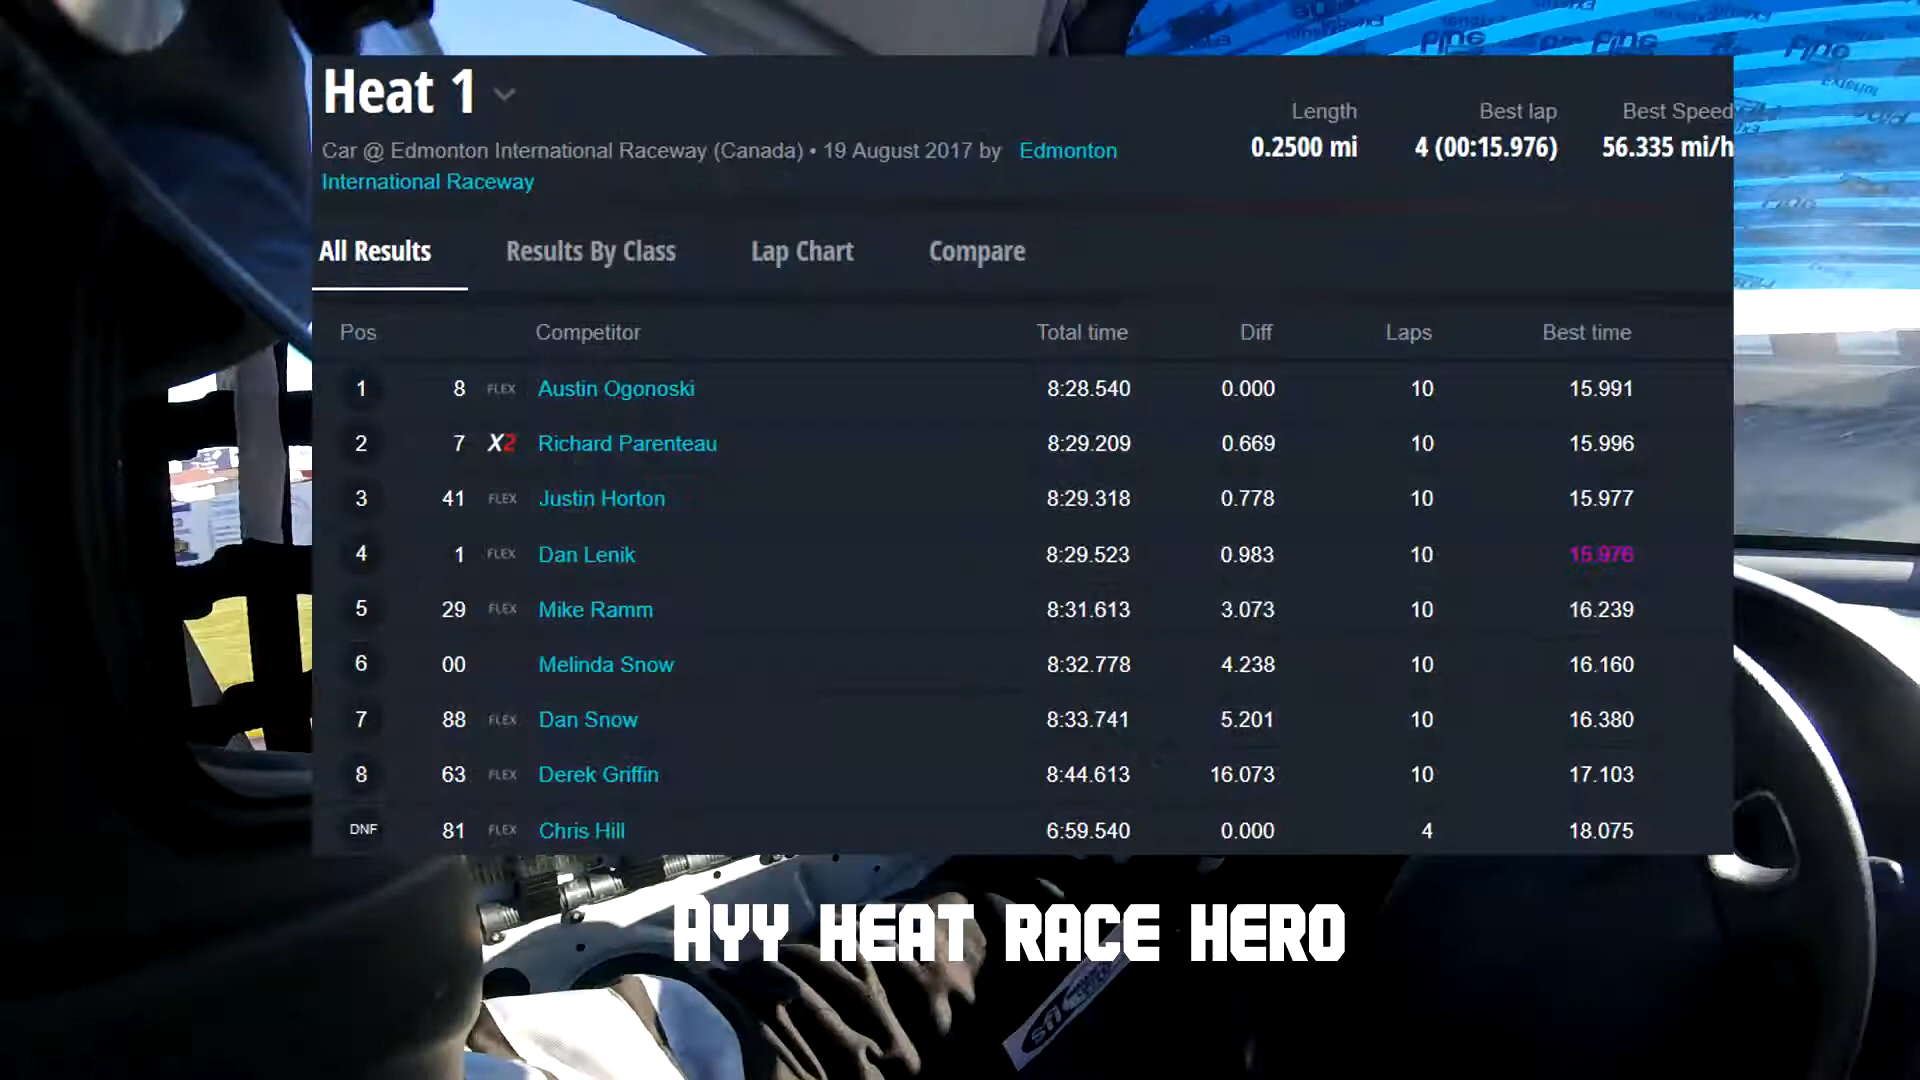 Heat 1
Length
Best lap
Best Speed
0.2500 mi
4 (00:15.976)
56.335 mi/h
Car @ Edmonton International Raceway (Canada) • 19 August 2017 by Edmonton
International Raceway
All Results
Results By Class
Lap Chart
Compare
Pos Competitor Total time Diff Laps Best time
1 8 FLEX Austin Ogonoski 8:28.540 0.000 10 15.991
2 7 X2 Richard Parenteau 8:29.209 0.669 10 15.996
3 41 FLEX Justin Horton 8:29.318 0.778 10 15.977
4 1 FLEX Dan Lenik 8:29.523 0.983 10 15.976
5 29 FLEX Mike Ramm 8:31.613 3.073 10 16.239
6 00 Melinda Snow 8:32.778 4.238 10 16.160
7 88 FLEX Dan Snow 8:33.741 5.201 10 16.380
8 63 FLEX Derek Griffin 8:44.613 16.073 10 17.103
DNF 81 FLEX Chris Hill 6:59.540 0.000 4 18.075
AYY HEAT RACE HERO
sfi